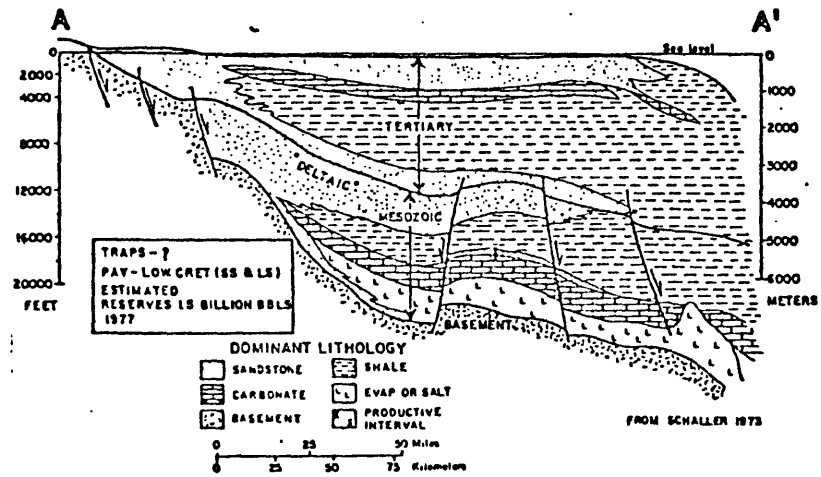 A A'
Sea level
0 0
2000
4000 1000
2000
TERTIARY
8000
3000
"DELTAIC"
12000
4000
MESOZOIC
5000
16000
TRAPS-?
PAY-LOW CRET (SS & LS)
20000 6000
ESTIMATED
FEET METERS
RESERVES 1.5 BILLION BBLS
1977
BASEMENT
DOMINANT LITHOLOGY
SANDSTONE SHALE
CARBONATE EVAP OR SALT
BASEMENT PRODUCTIVE
INTERVAL
FROM SCHALLER 1973
0 25 50 Miles
0 25 50 75 Kilometers